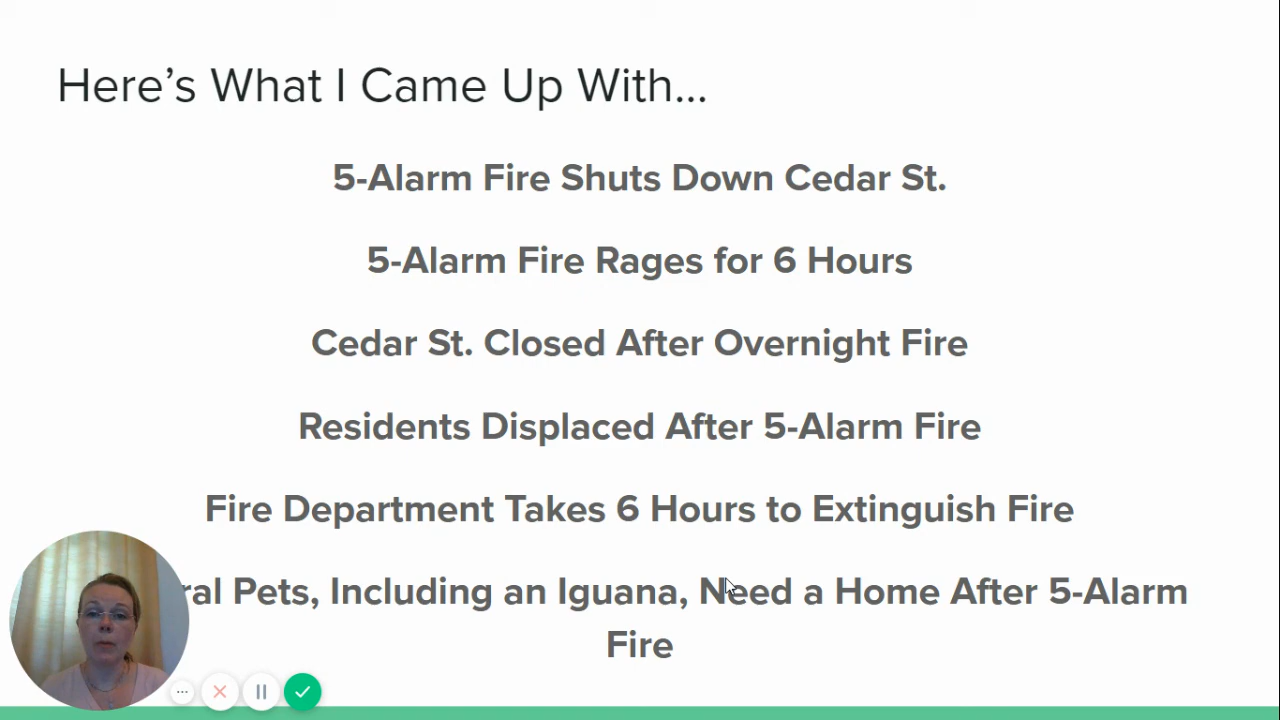 Here’s What I Came Up With...
5-Alarm Fire Shuts Down Cedar St.
5-Alarm Fire Rages for 6 Hours
Cedar St. Closed After Overnight Fire
Residents Displaced After 5-Alarm Fire
Fire Department Takes 6 Hours to Extinguish Fire
Pets, Including an Iguana, Need a Home After 5-Alarm
Fire